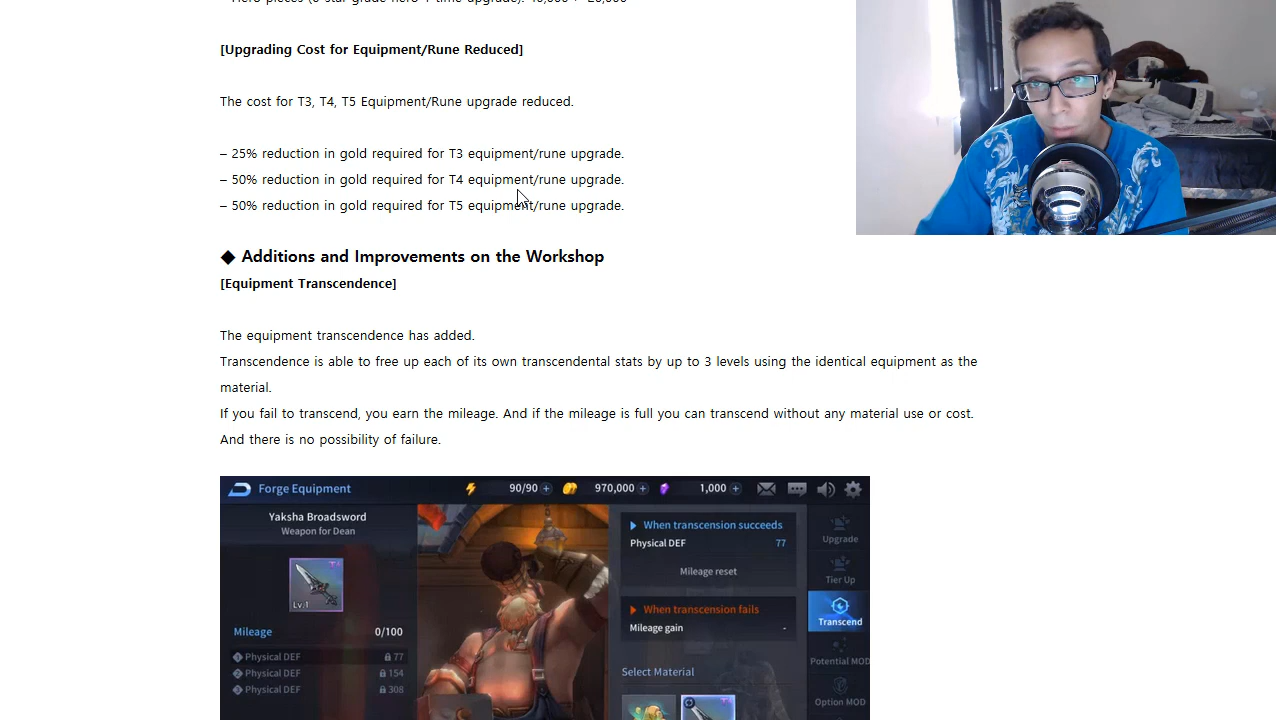 [Upgrading Cost for Equipment/Rune Reduced]
The cost for T3, T4, T5 Equipment/Rune upgrade reduced.
– 25% reduction in gold required for T3 equipment/rune upgrade.
– 50% reduction in gold required for T4 equipment/rune upgrade.
– 50% reduction in gold required for T5 equipment/rune upgrade.
◆ Additions and Improvements on the Workshop
[Equipment Transcendence]
The equipment transcendence has added.
Transcendence is able to free up each of its own transcendental stats by up to 3 levels using the identical equipment as the
material.
If you fail to transcend, you earn the mileage. And if the mileage is full you can transcend without any material use or cost.
And there is no possibility of failure.
Forge Equipment 90/90 + 970,000 + 1,000 +
Yaksha Broadsword
Weapon for Dean
Lv.1
Mileage 0/100
1 Physical DEF 77
2 Physical DEF 154
3 Physical DEF 308
When transcension succeeds
Physical DEF 77
Mileage reset
When transcension fails
Mileage gain -
Select Material
Upgrade
Tier Up
Transcend
Potential MOD
Option MOD